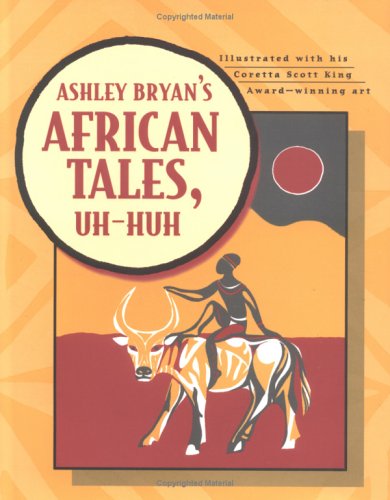 Copyrighted Material
Illustrated with his
Coretta Scott King
Award—winning art
ASHLEY BRYAN'S
AFRICAN
TALES,
UH-HUH
Copyrighted Material